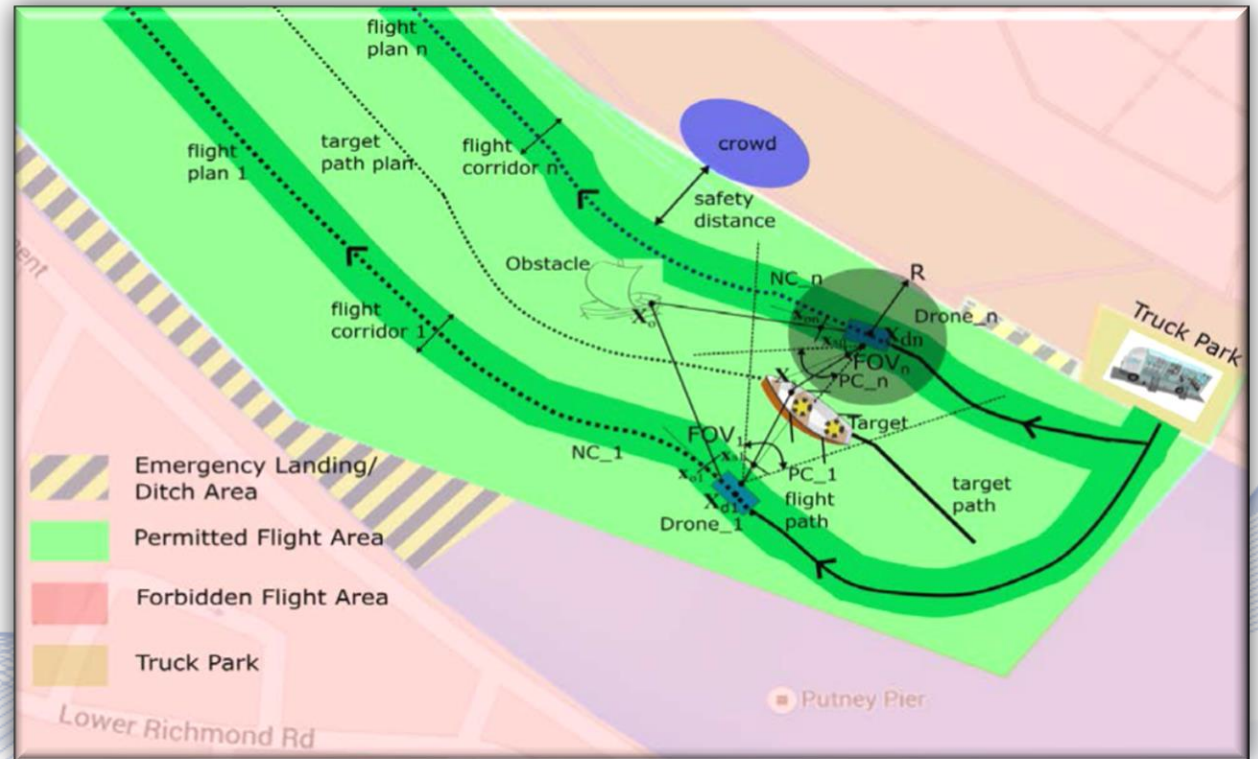 flight
plan n
flight
plan 1
target
path plan
flight
corridor n
crowd
safety
distance
Obstacle
NC_n
R
Drone_n
Truck Park
flight
corridor 1
X_o
X_dn
FOV_n
PC_n
X
Target
FOV_1
NC_1
PC_1
X_d1
flight
path
Drone_1
target
path
Emergency Landing/
Ditch Area
Permitted Flight Area
Forbidden Flight Area
Truck Park
Putney Pier
Lower Richmond Rd